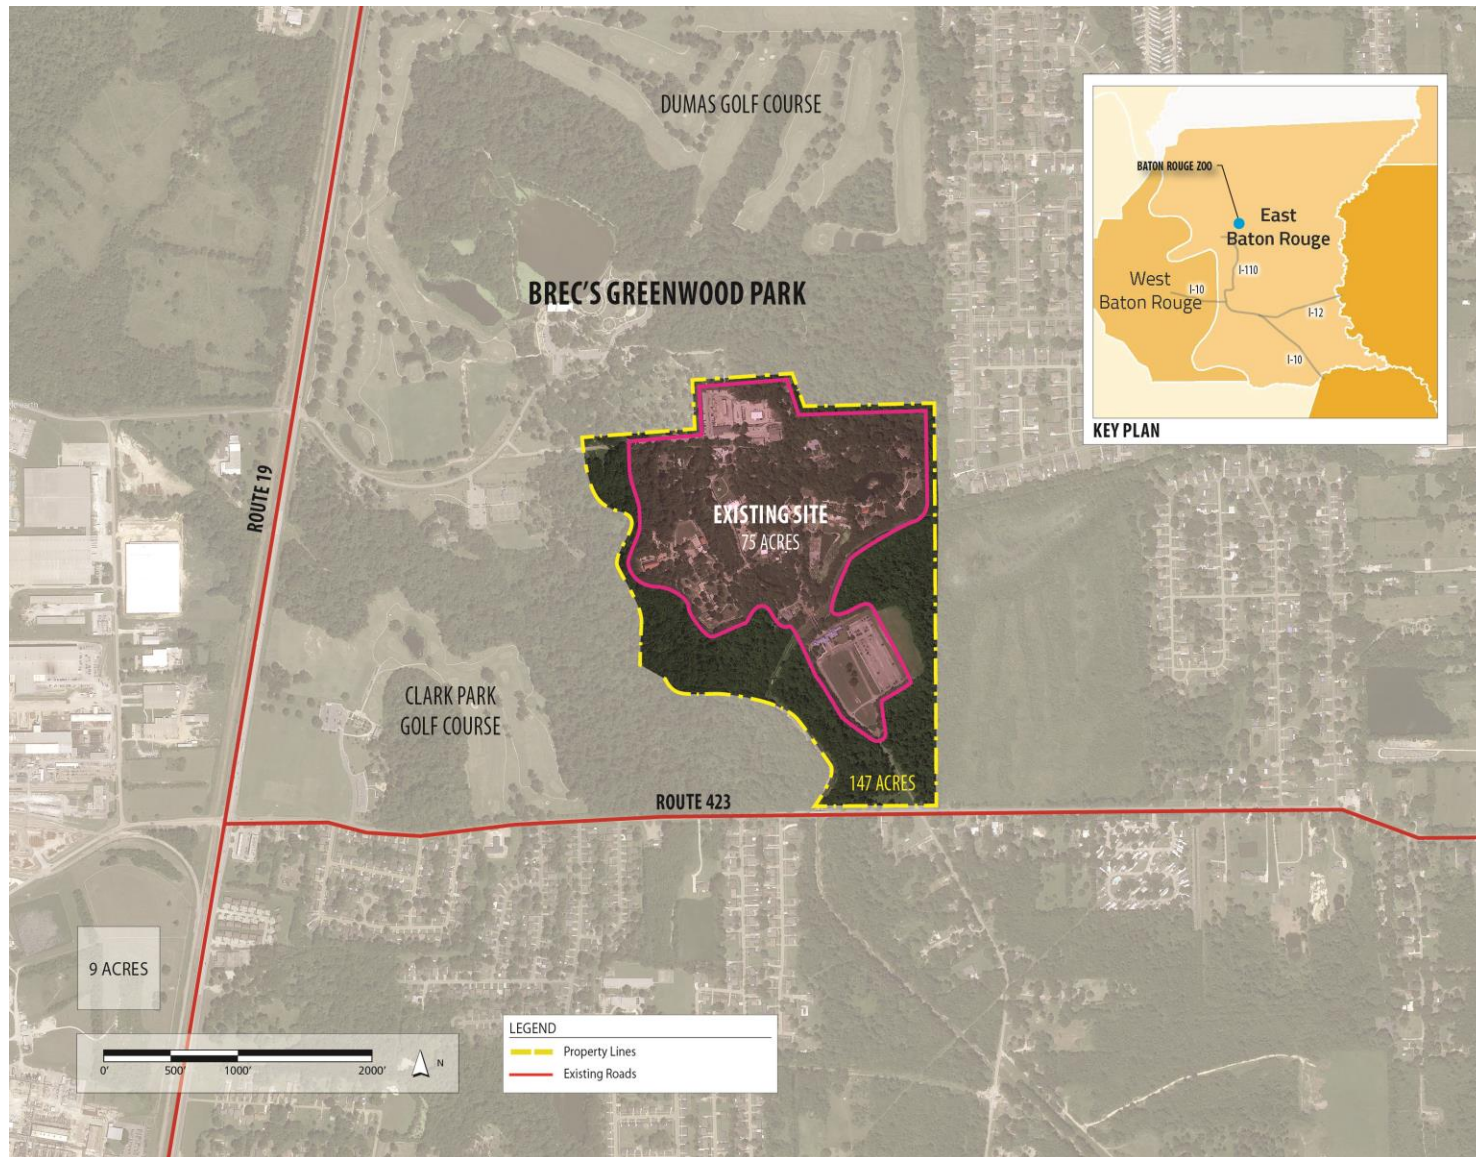 DUMAS GOLF COURSE
BREC'S GREENWOOD PARK
ROUTE 19
EXISTING SITE
75 ACRES
CLARK PARK
GOLF COURSE
147 ACRES
ROUTE 423
9 ACRES
0' 500' 1000' 2000'
N
LEGEND
Property Lines
Existing Roads
BATON ROUGE ZOO
East
Baton Rouge
West
Baton Rouge
I-110
I-10
I-12
I-10
KEY PLAN